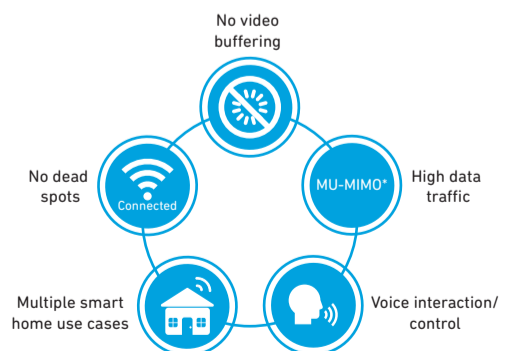 No video
buffering
No dead
spots
Connected
MU-MIMO*
High data
traffic
Multiple smart
home use cases
Voice interaction/
control